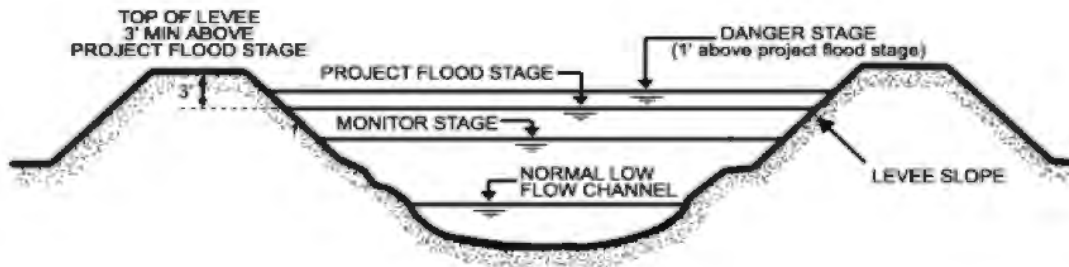 TOP OF LEVEE
3' MIN ABOVE
PROJECT FLOOD STAGE
DANGER STAGE
(1' above project flood stage)
PROJECT FLOOD STAGE
3'
MONITOR STAGE
NORMAL LOW
FLOW CHANNEL
LEVEE SLOPE